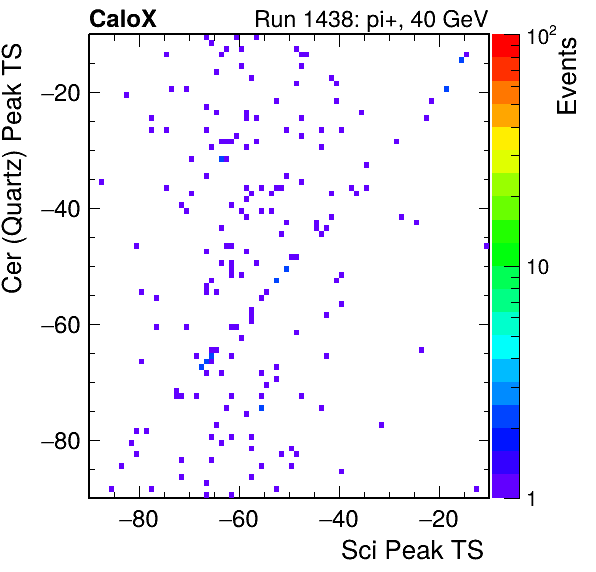 CaloX Run 1438: pi+, 40 GeV
Cer (Quartz) Peak TS
−20
−40
−60
−80
−80 −60 −40 −20
Sci Peak TS
10²
10
1
Events